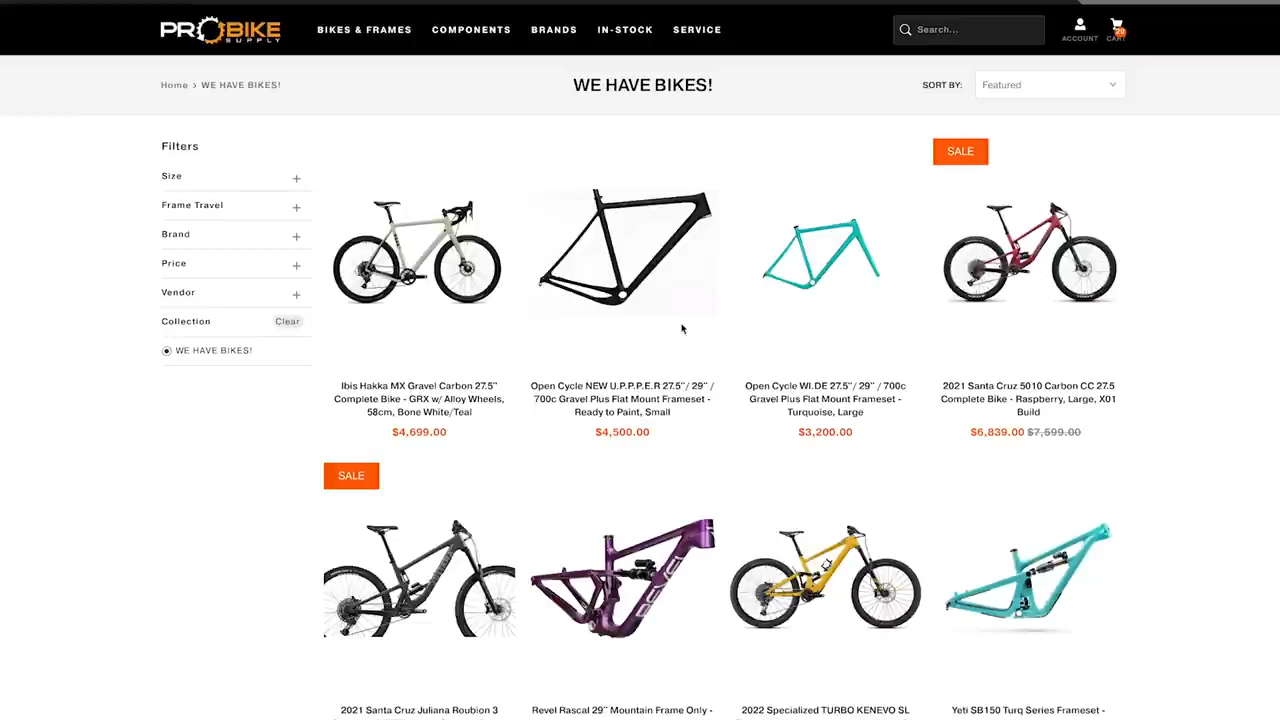 PROBIKE
SUPPLY
BIKES & FRAMES
COMPONENTS
BRANDS
IN-STOCK
SERVICE
Search...
ACCOUNT
20
CART
Home › WE HAVE BIKES!
WE HAVE BIKES!
SORT BY:
Featured
Filters
Size
Frame Travel
Brand
Price
Vendor
Collection
Clear
WE HAVE BIKES!
SALE
Ibis Hakka MX Gravel Carbon 27.5"
Complete Bike - GRX w/ Alloy Wheels,
58cm, Bone White/Teal
$4,699.00
Open Cycle NEW U.P.P.P.E.R 27.5"/ 29" /
700c Gravel Plus Flat Mount Frameset -
Ready to Paint, Small
$4,500.00
Open Cycle WI.DE 27.5"/ 29" / 700c
Gravel Plus Flat Mount Frameset -
Turquoise, Large
$3,200.00
2021 Santa Cruz 5010 Carbon CC 27.5
Complete Bike - Raspberry, Large, X01
Build
$6,839.00 $7,599.00
SALE
REVEL
2021 Santa Cruz Juliana Roubion 3
Revel Rascal 29" Mountain Frame Only -
2022 Specialized TURBO KENEVO SL
Yeti SB150 Turq Series Frameset -